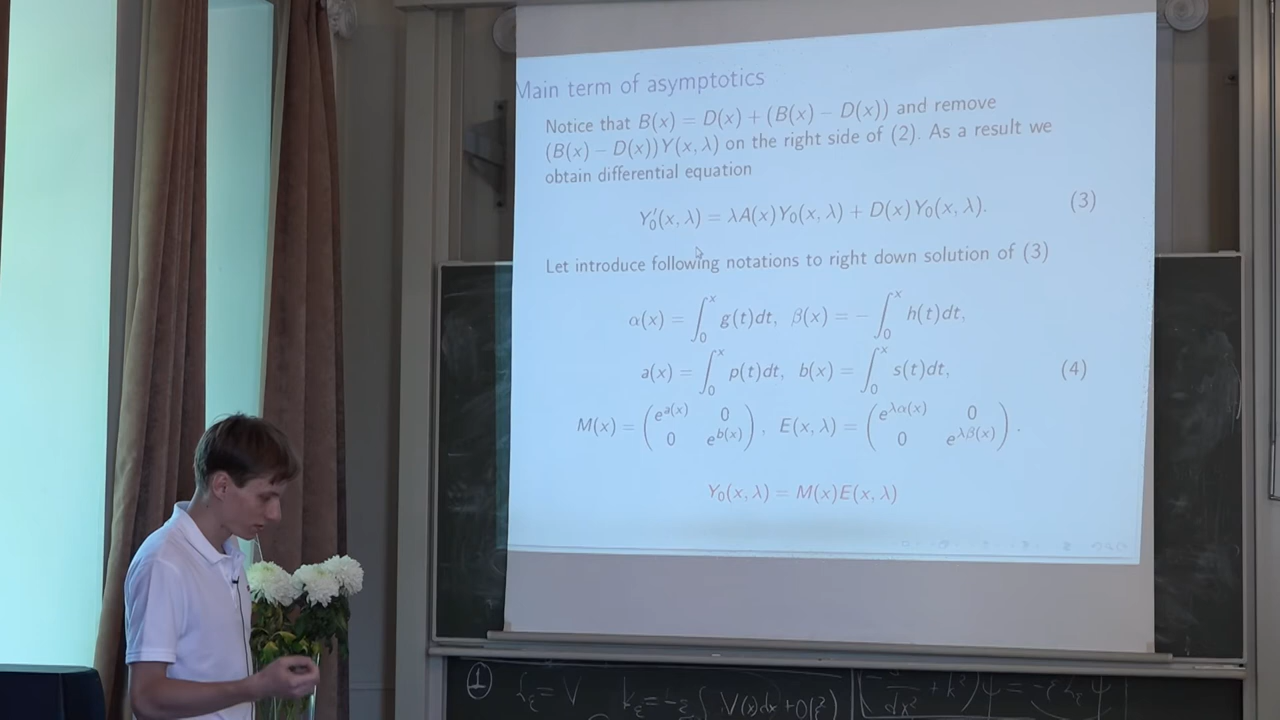 Main term of asymptotics
Notice that B(x) = D(x) + (B(x) − D(x)) and remove
(B(x) − D(x))Y(x, λ) on the right side of (2). As a result we
obtain differential equation
Y₀′(x, λ) = λA(x)Y₀(x, λ) + D(x)Y₀(x, λ). (3)
Let introduce following notations to right down solution of (3)
α(x) = ∫₀ˣ g(t)dt, β(x) = − ∫₀ˣ h(t)dt,
a(x) = ∫₀ˣ p(t)dt, b(x) = ∫₀ˣ s(t)dt, (4)
M(x) = ( e^{a(x)} 0 ; 0 e^{b(x)} ), E(x, λ) = ( e^{λα(x)} 0 ; 0 e^{λβ(x)} ).
Y₀(x, λ) = M(x)E(x, λ)